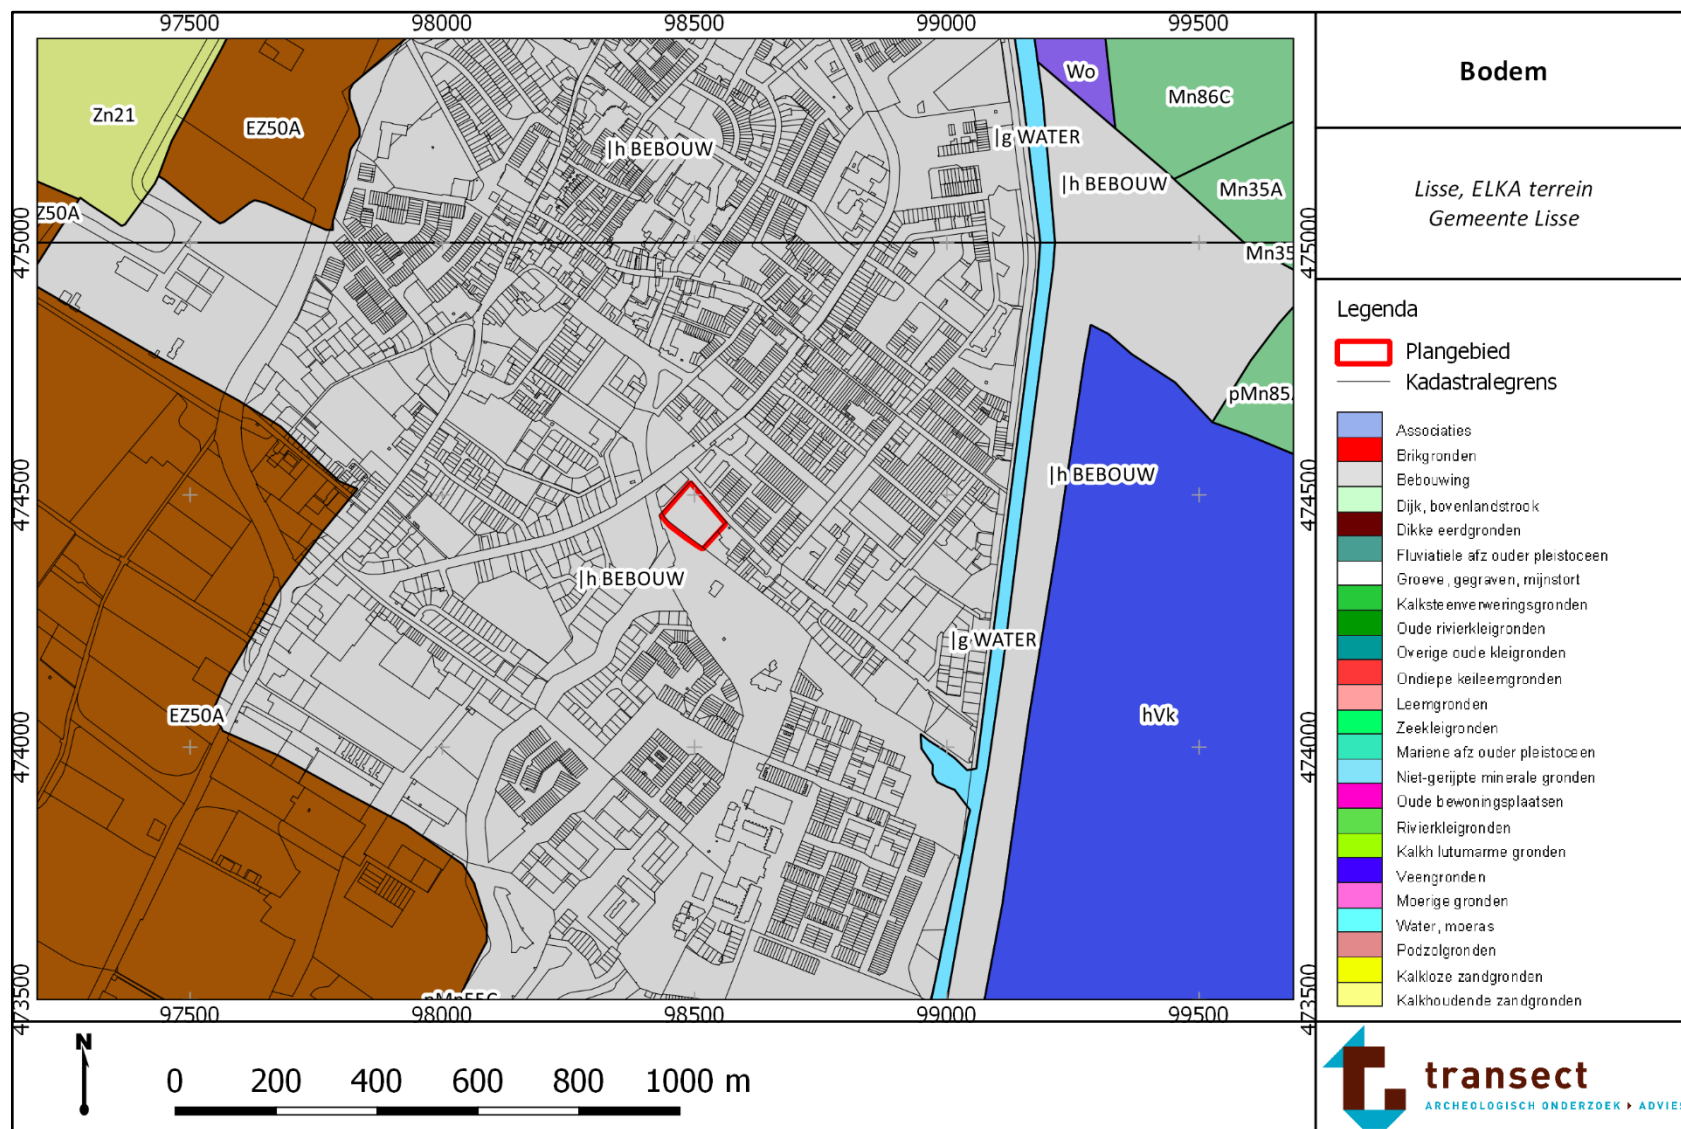 97500 98000 98500 99000 99500
Bodem
Lisse, ELKA terrein
Gemeente Lisse
Zn21
EZ50A
|h BEBOUW
Wo
Mn86C
|g WATER
|h BEBOUW
Mn35A
Z50A
475000
475000
Mn35
pMn85A
|h BEBOUW
474500
474500
|h BEBOUW
|g WATER
EZ50A
hVk
474000
474000
pMn55C
473500
473500
97500 98000 98500 99000 99500
Legenda
Plangebied
Kadastralegrens
Associaties
Brikgronden
Bebouwing
Dijk, bovenlandstrook
Dikke eerdgronden
Fluviatiele afz ouder pleistoceen
Groeve, gegraven, mijnstort
Kalksteenverweringsgronden
Oude rivierkleigronden
Overige oude kleigronden
Ondiepe keileemgronden
Leemgronden
Zeekleigronden
Mariene afz ouder pleistoceen
Niet-gerijpte minerale gronden
Oude bewoningsplaatsen
Rivierkleigronden
Kalkh lutumarme gronden
Veengronden
Moerige gronden
Water, moeras
Podzolgronden
Kalkloze zandgronden
Kalkhoudende zandgronden
N
0 200 400 600 800 1000 m
transect
ARCHEOLOGISCH ONDERZOEK ▸ ADVIES